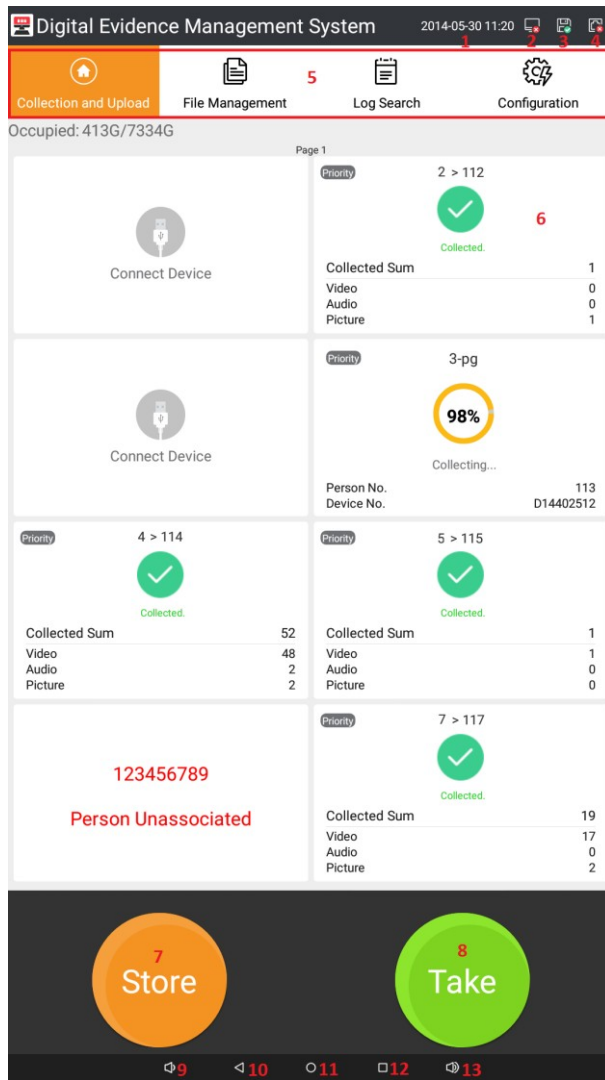 Digital Evidence Management System 2014-05-30 11:20
1 2 3 4
5
Collection and Upload File Management Log Search Configuration
Occupied: 413G/7334G
Page 1
Connect Device
Priority 2 > 112
6
Collected.
Collected Sum 1
Video 0
Audio 0
Picture 1
Connect Device
Priority 3-pg
98%
Collecting...
Person No. 113
Device No. D14402512
Priority 4 > 114
Collected.
Collected Sum 52
Video 48
Audio 2
Picture 2
Priority 5 > 115
Collected.
Collected Sum 1
Video 1
Audio 0
Picture 0
123456789
Person Unassociated
Priority 7 > 117
Collected.
Collected Sum 19
Video 17
Audio 0
Picture 2
7 8
Store Take
9 10 11 12 13